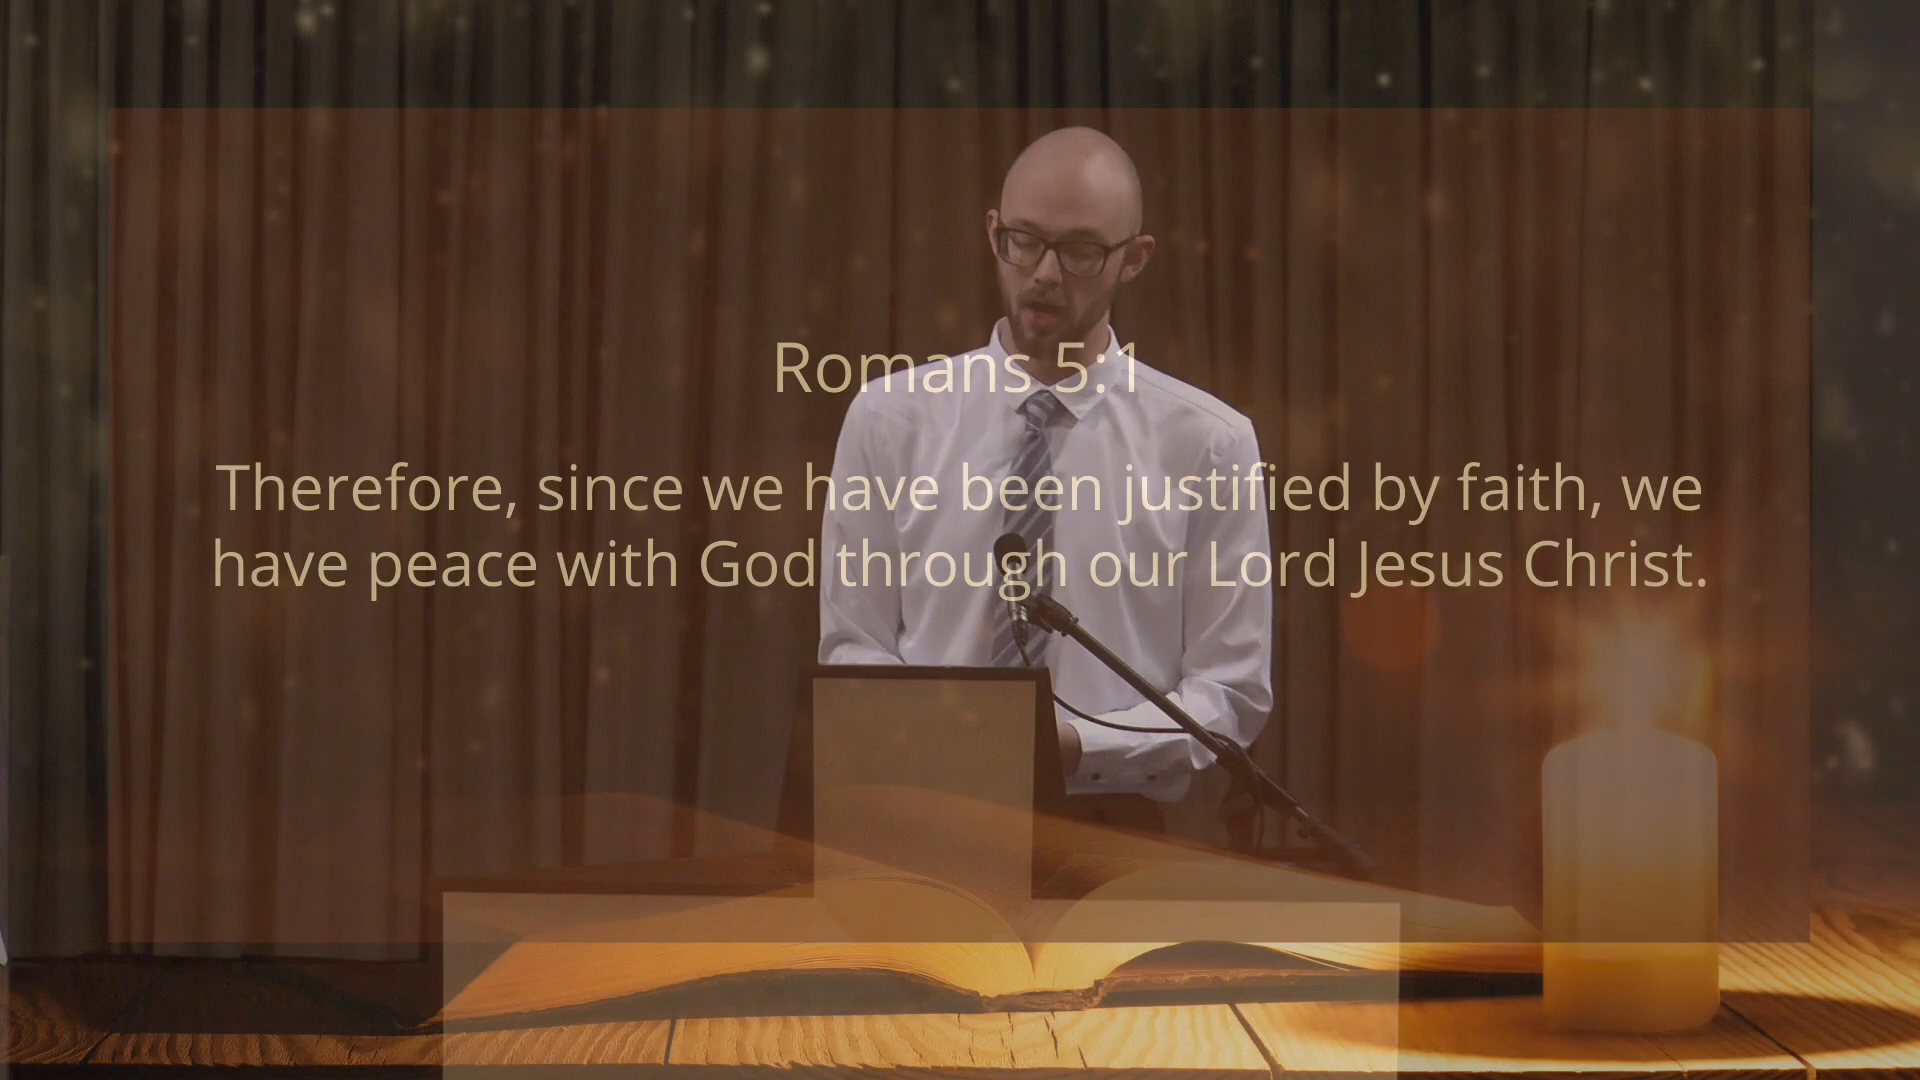 Romans 5:1
Therefore, since we have been justified by faith, we
have peace with God through our Lord Jesus Christ.